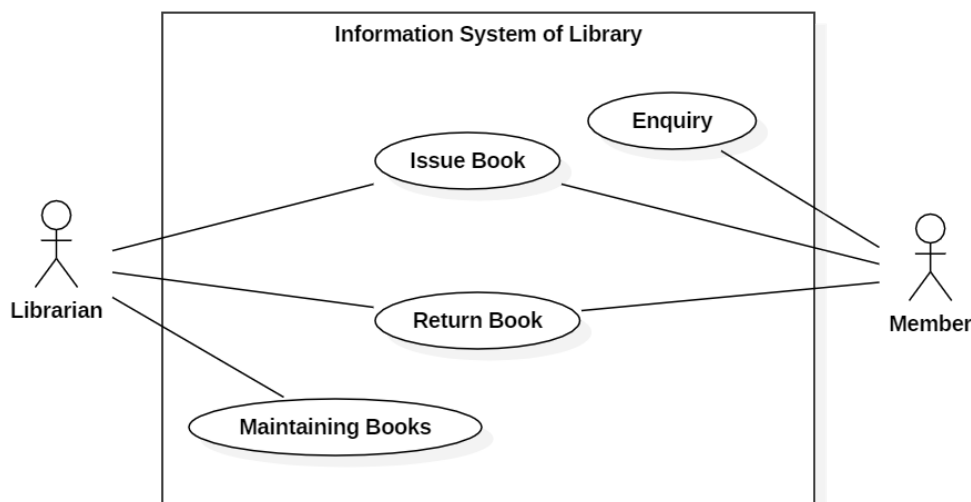 Information System of Library
Enquiry
Issue Book
Librarian
Return Book
Member
Maintaining Books